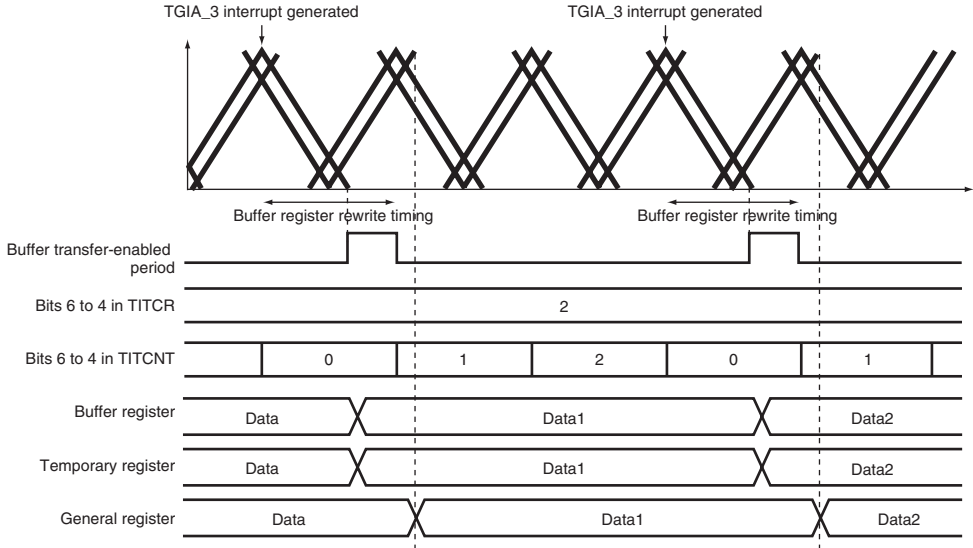 TGIA_3 interrupt generated
TGIA_3 interrupt generated
Buffer register rewrite timing
Buffer register rewrite timing
Buffer transfer-enabled
period
Bits 6 to 4 in TITCR
2
Bits 6 to 4 in TITCNT
0
1
2
0
1
Buffer register
Data
Data1
Data2
Temporary register
Data
Data1
Data2
General register
Data
Data1
Data2